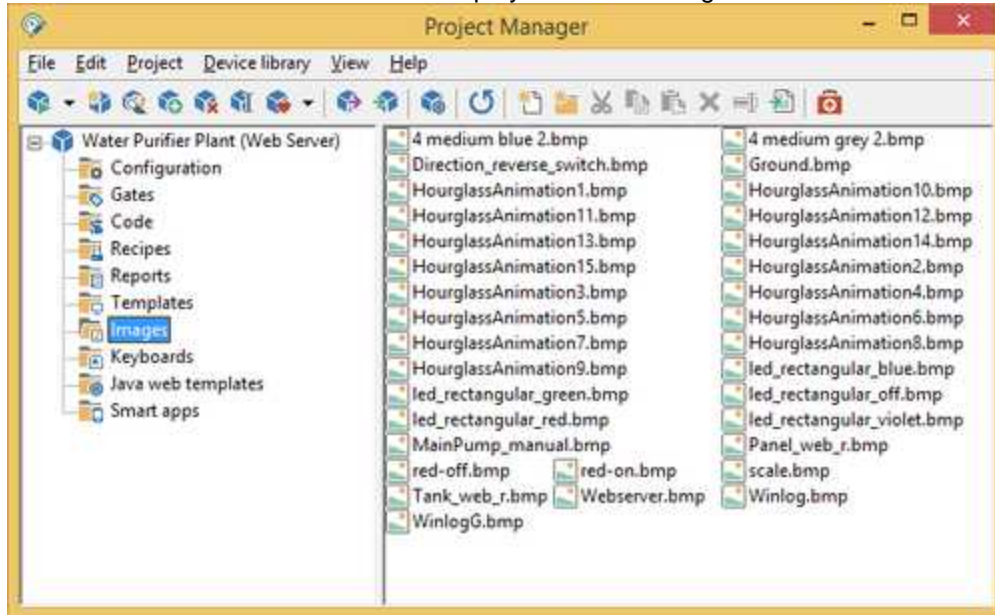 Project Manager
File Edit Project Device library View Help
Water Purifier Plant (Web Server)
Configuration
Gates
Code
Recipes
Reports
Templates
Images
Keyboards
Java web templates
Smart apps
4 medium blue 2.bmp 4 medium grey 2.bmp
Direction_reverse_switch.bmp Ground.bmp
HourglassAnimation1.bmp HourglassAnimation10.bmp
HourglassAnimation11.bmp HourglassAnimation12.bmp
HourglassAnimation13.bmp HourglassAnimation14.bmp
HourglassAnimation15.bmp HourglassAnimation2.bmp
HourglassAnimation3.bmp HourglassAnimation4.bmp
HourglassAnimation5.bmp HourglassAnimation6.bmp
HourglassAnimation7.bmp HourglassAnimation8.bmp
HourglassAnimation9.bmp led_rectangular_blue.bmp
led_rectangular_green.bmp led_rectangular_off.bmp
led_rectangular_red.bmp led_rectangular_violet.bmp
MainPump_manual.bmp Panel_web_r.bmp
red-off.bmp red-on.bmp scale.bmp
Tank_web_r.bmp Webserver.bmp Winlog.bmp
WinlogG.bmp